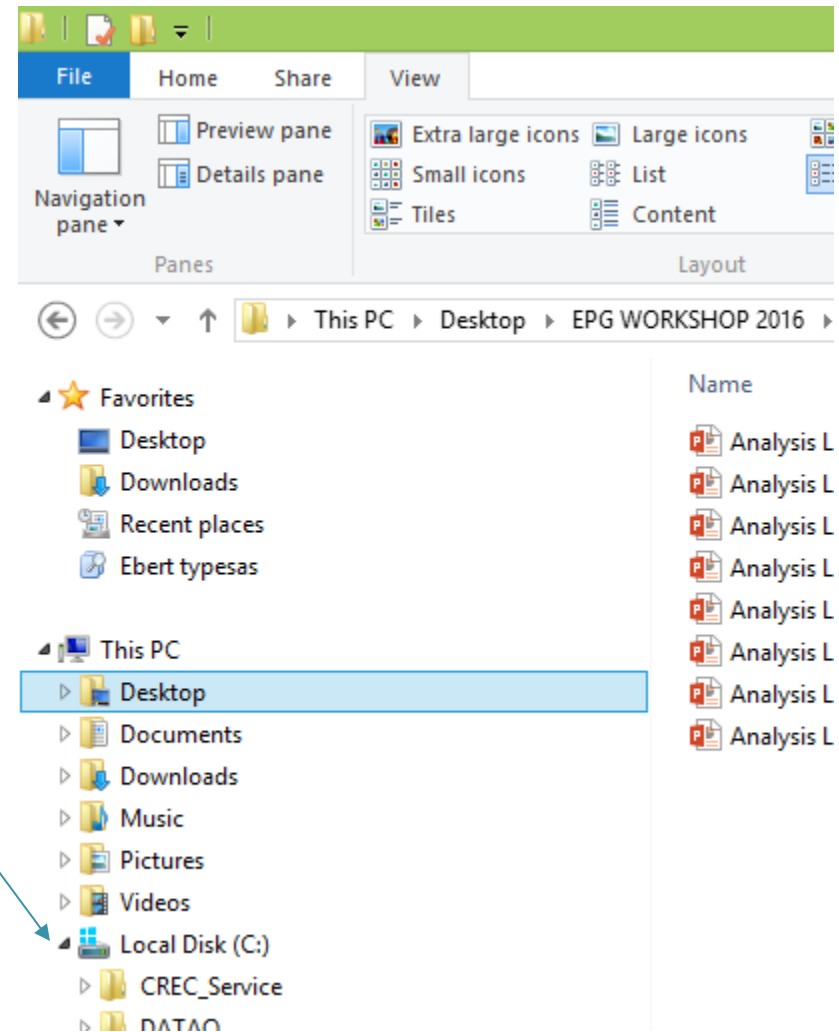 File Home Share View
Preview pane
Details pane
Navigation
pane
Extra large icons Large icons
Small icons List
Tiles Content
Panes Layout
This PC Desktop EPG WORKSHOP 2016
Favorites
Desktop
Downloads
Recent places
Ebert typesas
This PC
Desktop
Documents
Downloads
Music
Pictures
Videos
Local Disk (C:)
CREC_Service
DATAQ
Name
Analysis L
Analysis L
Analysis L
Analysis L
Analysis L
Analysis L
Analysis L
Analysis L